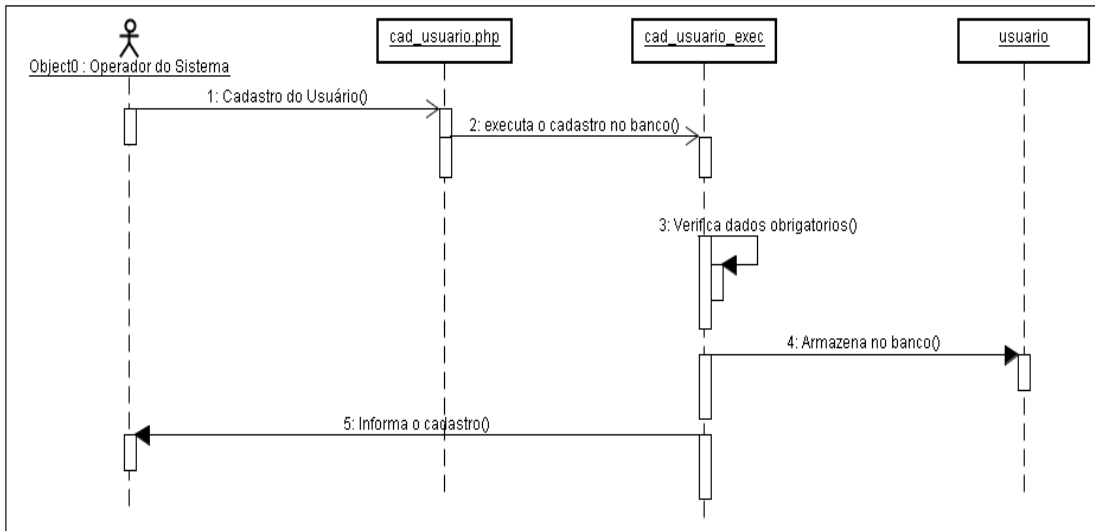 cad_usuario.php
cad_usuario_exec
usuario
Object0 : Operador do Sistema
1: Cadastro do Usuário()
2: executa o cadastro no banco()
3: Verifica dados obrigatorios()
4: Armazena no banco()
5: Informa o cadastro()